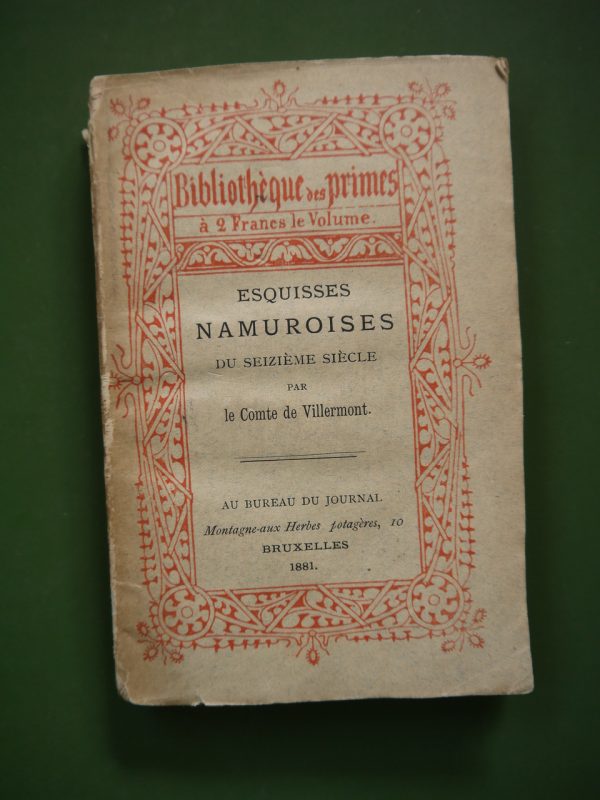 Bibliothèque des primes
à 2 Francs le Volume.
ESQUISSES
NAMUROISES
DU SEIZIÈME SIÈCLE
PAR
le Comte de Villermont.
AU BUREAU DU JOURNAL
Montagne-aux Herbes potagères, 10
BRUXELLES
1881.